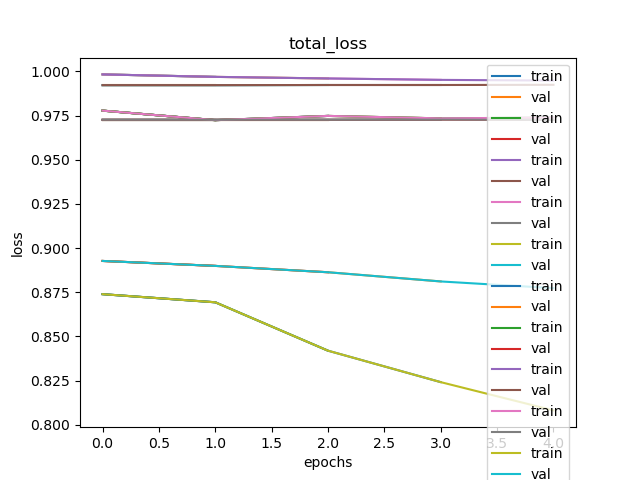 total_loss
loss
1.000
0.975
0.950
0.925
0.900
0.875
0.850
0.825
0.800
0.0 0.5 1.0 1.5 2.0 2.5 3.0 3.5 4.0
epochs
train
val
train
val
train
val
train
val
train
val
train
val
train
val
train
val
train
val
train
val